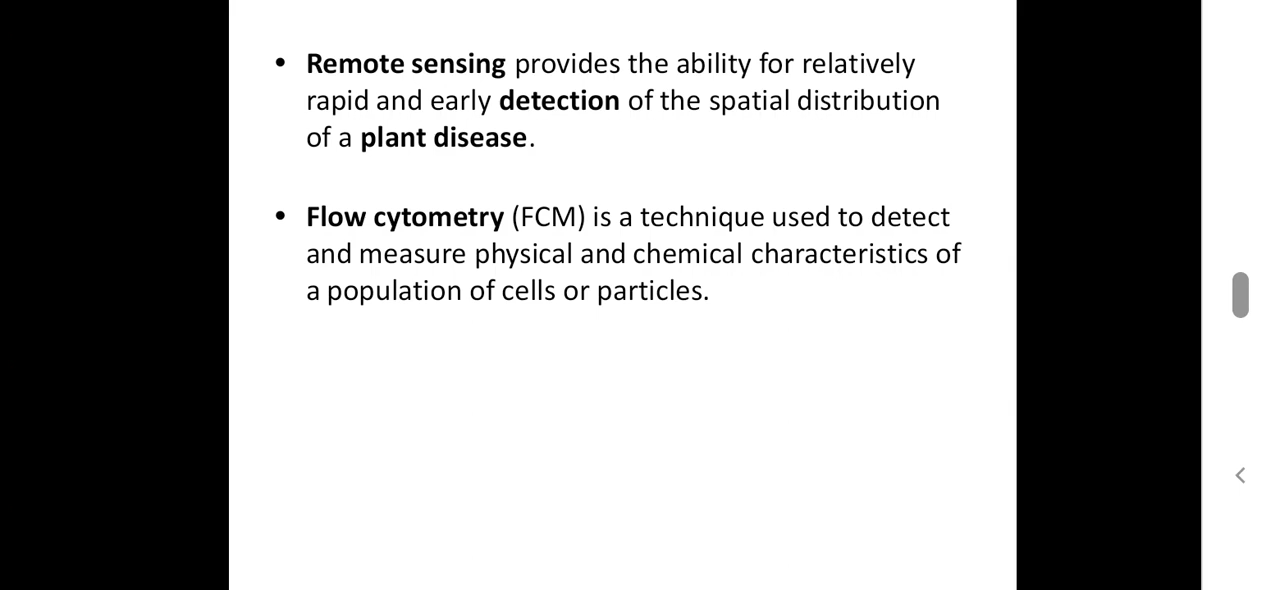 • Remote sensing provides the ability for relatively
rapid and early detection of the spatial distribution
of a plant disease.
• Flow cytometry (FCM) is a technique used to detect
and measure physical and chemical characteristics of
a population of cells or particles.